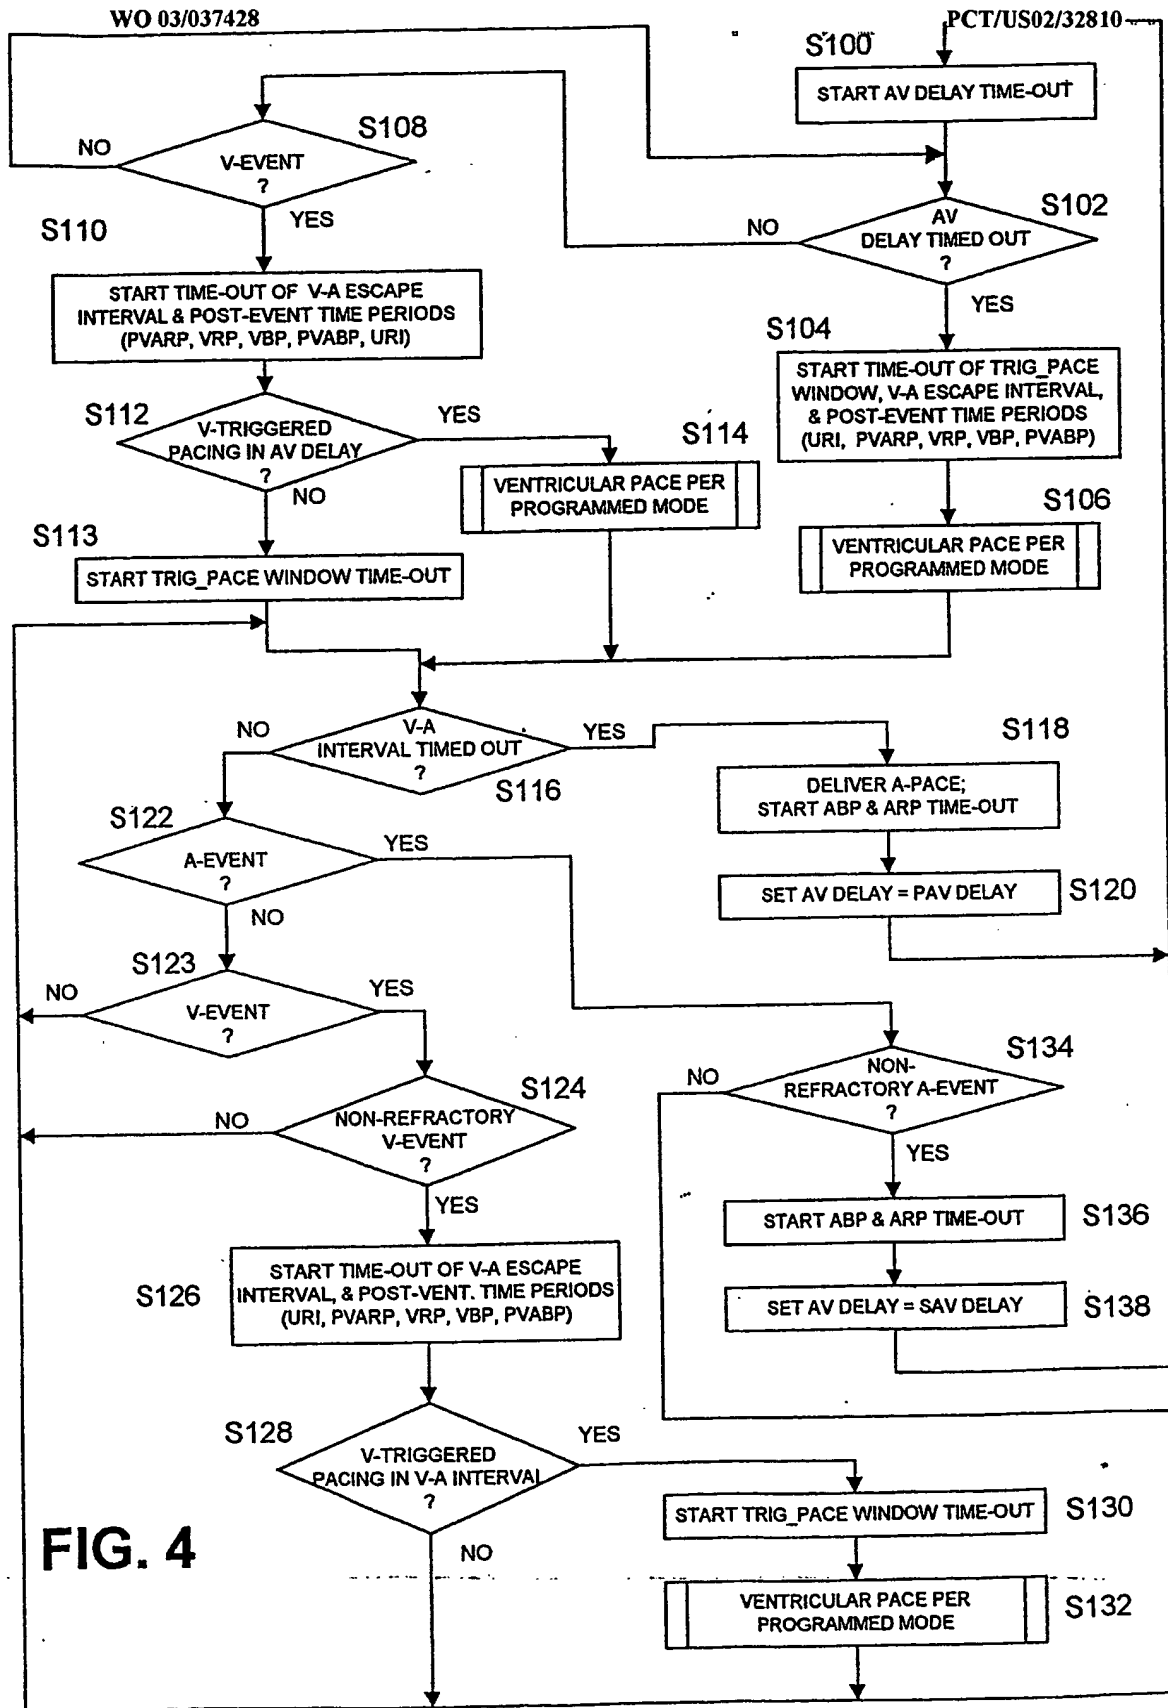 WO 03/037428
PCT/US02/32810
S100
START AV DELAY TIME-OUT
S108
NO
V-EVENT
?
YES
S102
NO
AV
DELAY TIMED OUT
?
YES
S110
START TIME-OUT OF V-A ESCAPE
INTERVAL & POST-EVENT TIME PERIODS
(PVARP, VRP, VBP, PVABP, URI)
S104
START TIME-OUT OF TRIG_PACE
WINDOW, V-A ESCAPE INTERVAL,
& POST-EVENT TIME PERIODS
(URI, PVARP, VRP, VBP, PVABP)
S112
YES
V-TRIGGERED
PACING IN AV DELAY
?
NO
S114
VENTRICULAR PACE PER
PROGRAMMED MODE
S106
VENTRICULAR PACE PER
PROGRAMMED MODE
S113
START TRIG_PACE WINDOW TIME-OUT
NO
V-A
INTERVAL TIMED OUT
?
YES
S116
S118
DELIVER A-PACE;
START ABP & ARP TIME-OUT
S122
YES
A-EVENT
?
NO
SET AV DELAY = PAV DELAY
S120
S123
NO
YES
V-EVENT
?
S134
NO
NON-
REFRACTORY A-EVENT
?
YES
S124
NO
NON-REFRACTORY
V-EVENT
?
YES
START ABP & ARP TIME-OUT
S136
S126
START TIME-OUT OF V-A ESCAPE
INTERVAL, & POST-VENT. TIME PERIODS
(URI, PVARP, VRP, VBP, PVABP)
SET AV DELAY = SAV DELAY
S138
S128
YES
V-TRIGGERED
PACING IN V-A INTERVAL
?
NO
START TRIG_PACE WINDOW TIME-OUT
S130
FIG. 4
VENTRICULAR PACE PER
PROGRAMMED MODE
S132